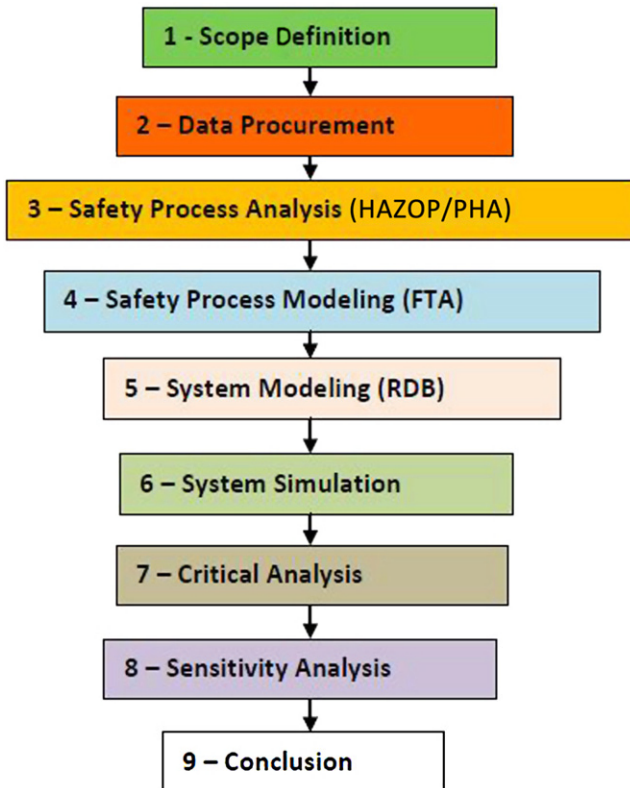 1 - Scope Definition
2 – Data Procurement
3 – Safety Process Analysis (HAZOP/PHA)
4 – Safety Process Modeling (FTA)
5 – System Modeling (RDB)
6 – System Simulation
7 – Critical Analysis
8 – Sensitivity Analysis
9 – Conclusion